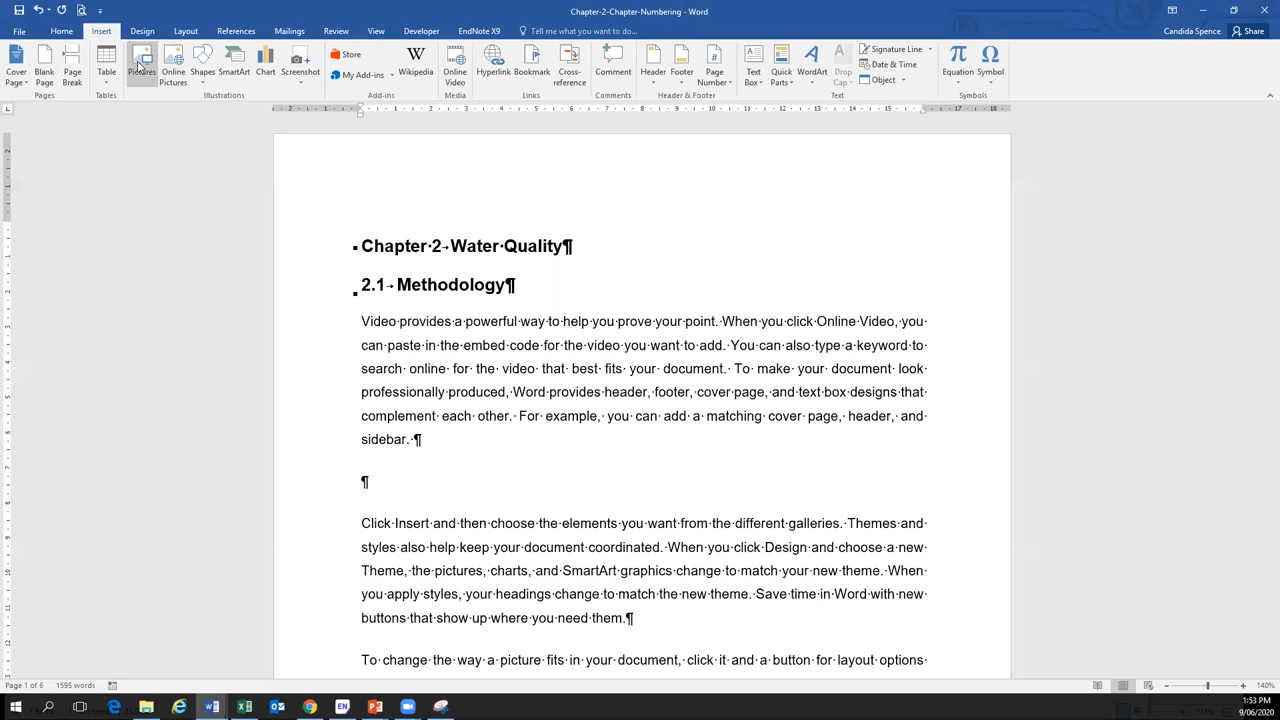 Chapter-2-Chapter-Numbering - Word
File Home Insert Design Layout References Mailings Review View Developer EndNote X9 Tell me what you want to do... Candida Spence Share
Cover Page
Blank Page
Page Break
Pages
Table
Tables
Pictures
Online Pictures
Shapes
SmartArt
Chart
Screenshot
Illustrations
Store
My Add-ins
Wikipedia
Add-ins
Online Video
Media
Hyperlink
Bookmark
Cross-reference
Links
Comment
Comments
Header
Footer
Page Number
Header & Footer
Text Box
Quick Parts
WordArt
Drop Cap
Signature Line
Date & Time
Object
Text
Equation
Symbol
Symbols
Chapter·2→Water·Quality¶
2.1→Methodology¶
Video·provides·a·powerful·way·to·help·you·prove·your·point.·When·you·click·Online·Video,·you·
can·paste·in·the·embed·code·for·the·video·you·want·to·add.·You·can·also·type·a·keyword·to·
search·online·for·the·video·that·best·fits·your·document.·To·make·your·document·look·
professionally·produced,·Word·provides·header,·footer,·cover·page,·and·text·box·designs·that·
complement·each·other.·For·example,·you·can·add·a·matching·cover·page,·header,·and·
sidebar.·¶
¶
Click·Insert·and·then·choose·the·elements·you·want·from·the·different·galleries.·Themes·and·
styles·also·help·keep·your·document·coordinated.·When·you·click·Design·and·choose·a·new·
Theme,·the·pictures,·charts,·and·SmartArt·graphics·change·to·match·your·new·theme.·When·
you·apply·styles,·your·headings·change·to·match·the·new·theme.·Save·time·in·Word·with·new·
buttons·that·show·up·where·you·need·them.¶
To·change·the·way·a·picture·fits·in·your·document,·click·it·and·a·button·for·layout·options·
Page 1 of 6 1595 words 140%
1:53 PM
9/06/2020